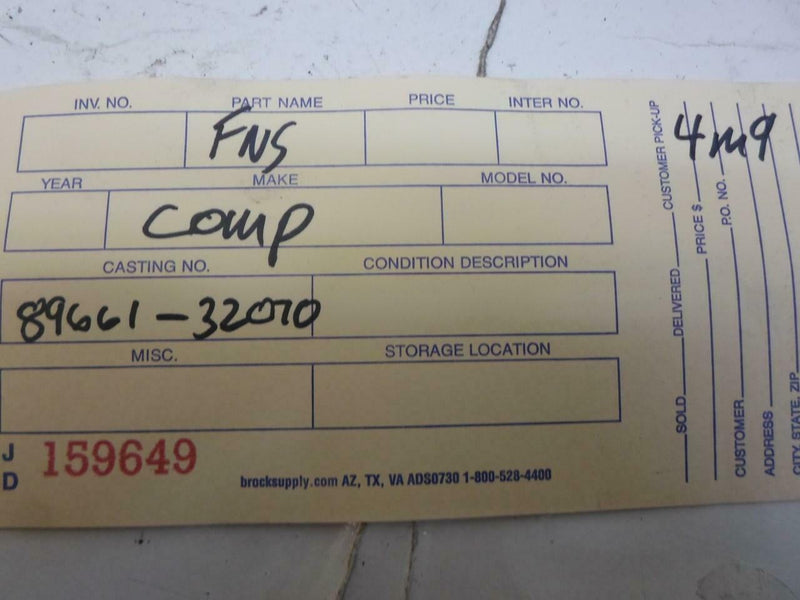 INV. NO. PART NAME PRICE INTER NO.
FNS
YEAR MAKE MODEL NO.
COMP
CASTING NO. CONDITION DESCRIPTION
89661-32070
MISC. STORAGE LOCATION
J
D
159649
brocksupply.com AZ, TX, VA ADS0730 1-800-528-4400
SOLD DELIVERED CUSTOMER PICK-UP
PRICE $
P.O. NO.
CUSTOMER
ADDRESS
CITY, STATE, ZIP
4m9